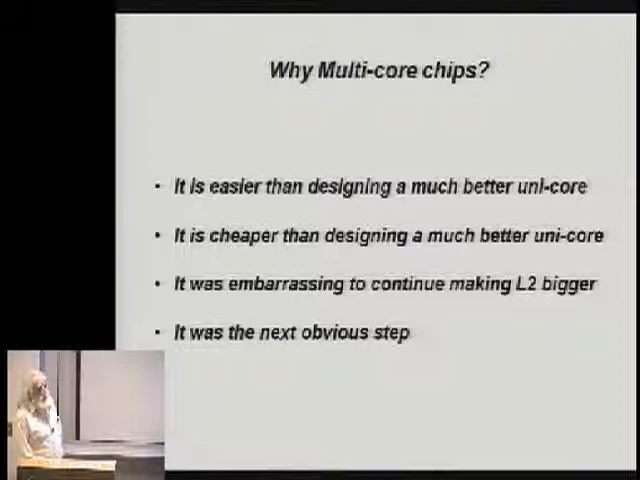 Why Multi-core chips?
• It is easier than designing a much better uni-core
• It is cheaper than designing a much better uni-core
• It was embarrassing to continue making L2 bigger
• It was the next obvious step